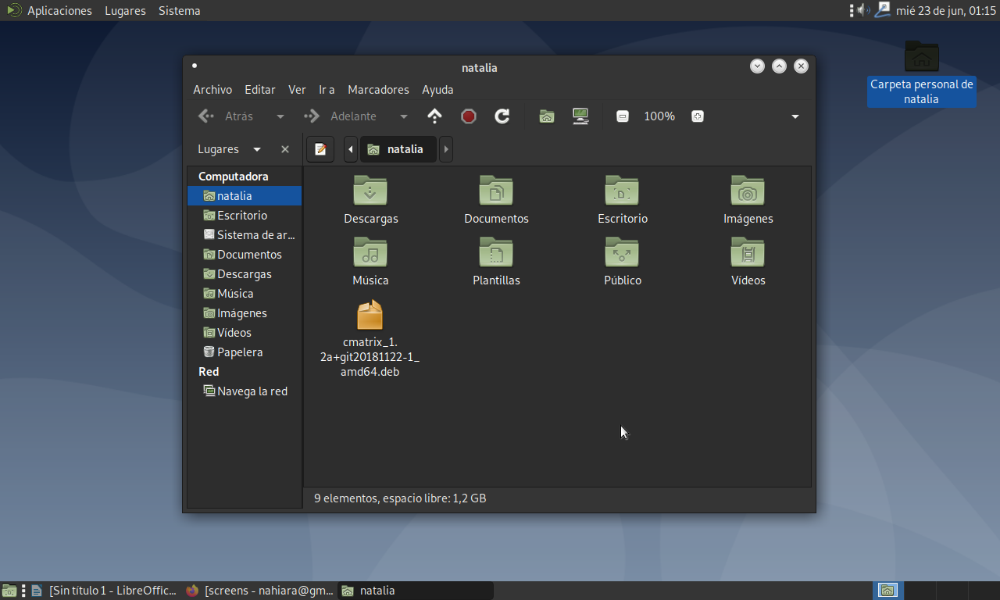 Aplicaciones Lugares Sistema mié 23 de jun, 01:15
Carpeta personal de
natalia
natalia
Archivo Editar Ver Ir a Marcadores Ayuda
Atrás Adelante 100%
Lugares natalia
Computadora
natalia
Escritorio
Sistema de ar...
Documentos
Descargas
Música
Imágenes
Vídeos
Papelera
Red
Navega la red
Descargas Documentos Escritorio Imágenes
Música Plantillas Público Vídeos
cmatrix_1.
2a+git20181122-1_
amd64.deb
9 elementos, espacio libre: 1,2 GB
[Sin título 1 - LibreOffic... [screens - nahiara@gm... natalia